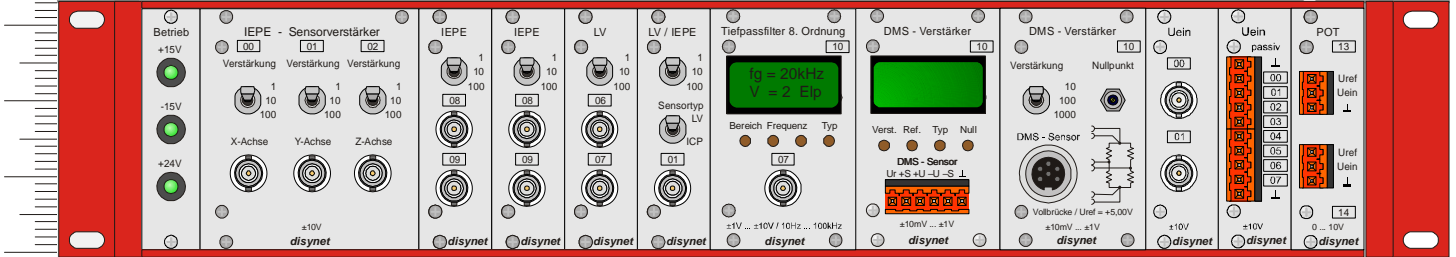 Betrieb
+15V
-15V
+24V
IEPE - Sensorverstärker
00 01 02
Verstärkung Verstärkung Verstärkung
1 1 1
10 10 10
100 100 100
X-Achse Y-Achse Z-Achse
±10V
disynet
IEPE
1
10
100
08
09
disynet
IEPE
1
10
100
08
09
disynet
LV
1
10
100
06
07
disynet
LV / IEPE
1
10
100
Sensortyp
LV
ICP
01
disynet
Tiefpassfilter 8. Ordnung
10
fg = 20kHz
V = 2 Elp
Bereich Frequenz Typ
07
±1V ... ±10V / 10Hz ... 100kHz
disynet
DMS - Verstärker
10
Verst. Ref. Typ Null
DMS - Sensor
Ur +S +U –U –S ⊥
±10mV ... ±1V
disynet
DMS - Verstärker
10
Verstärkung Nullpunkt
10
100
1000
DMS - Sensor
Vollbrücke / Uref = +5,00V
±10mV ... ±1V
disynet
Uein
00
01
±10V
disynet
Uein
passiv
⊥
00
01
02
03
04
05
06
07
⊥
±10V
disynet
POT
13
Uref
Uein
⊥
Uref
Uein
⊥
14
0 ... 10V
disynet